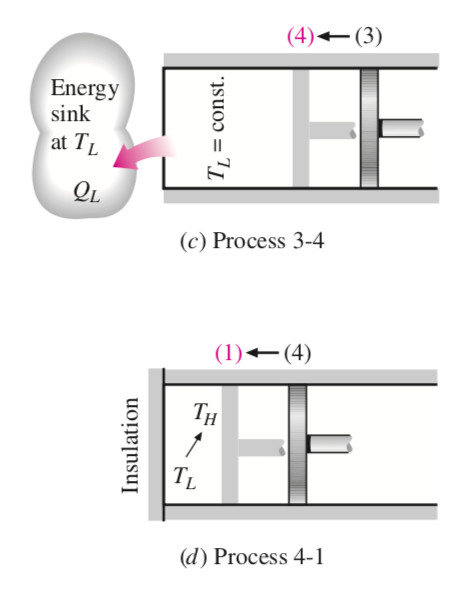 (4) ← (3)
Energy
sink
at T_L
Q_L
T_L = const.
(c) Process 3-4
(1) ← (4)
Insulation
T_H
T_L
(d) Process 4-1